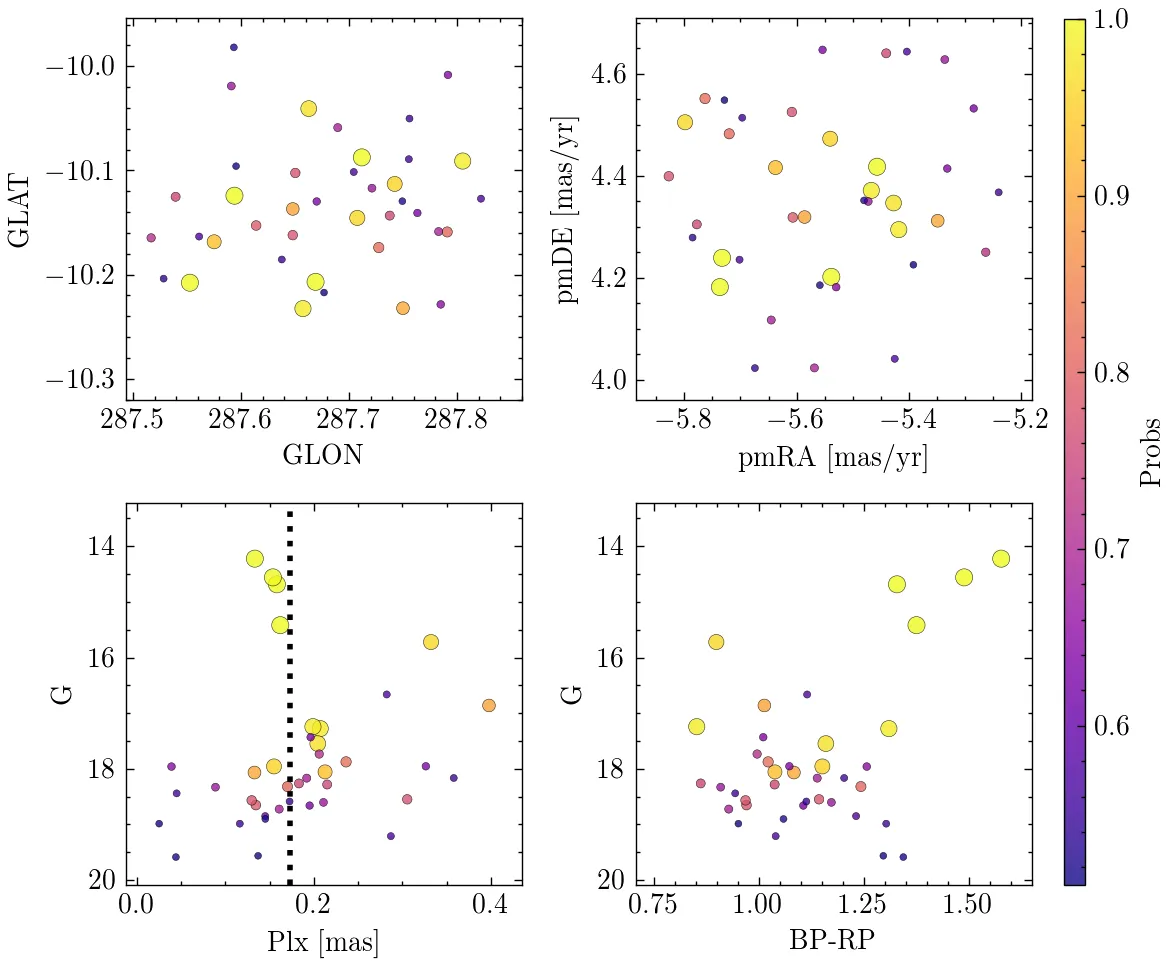 −10.0
−10.1
−10.2
−10.3
GLAT
287.5 287.6 287.7 287.8
GLON
4.6
4.4
4.2
4.0
pmDE [mas/yr]
−5.8 −5.6 −5.4 −5.2
pmRA [mas/yr]
1.0
0.9
0.8
0.7
0.6
Probs
14
16
18
20
G
0.0 0.2 0.4
Plx [mas]
14
16
18
20
G
0.75 1.00 1.25 1.50
BP-RP